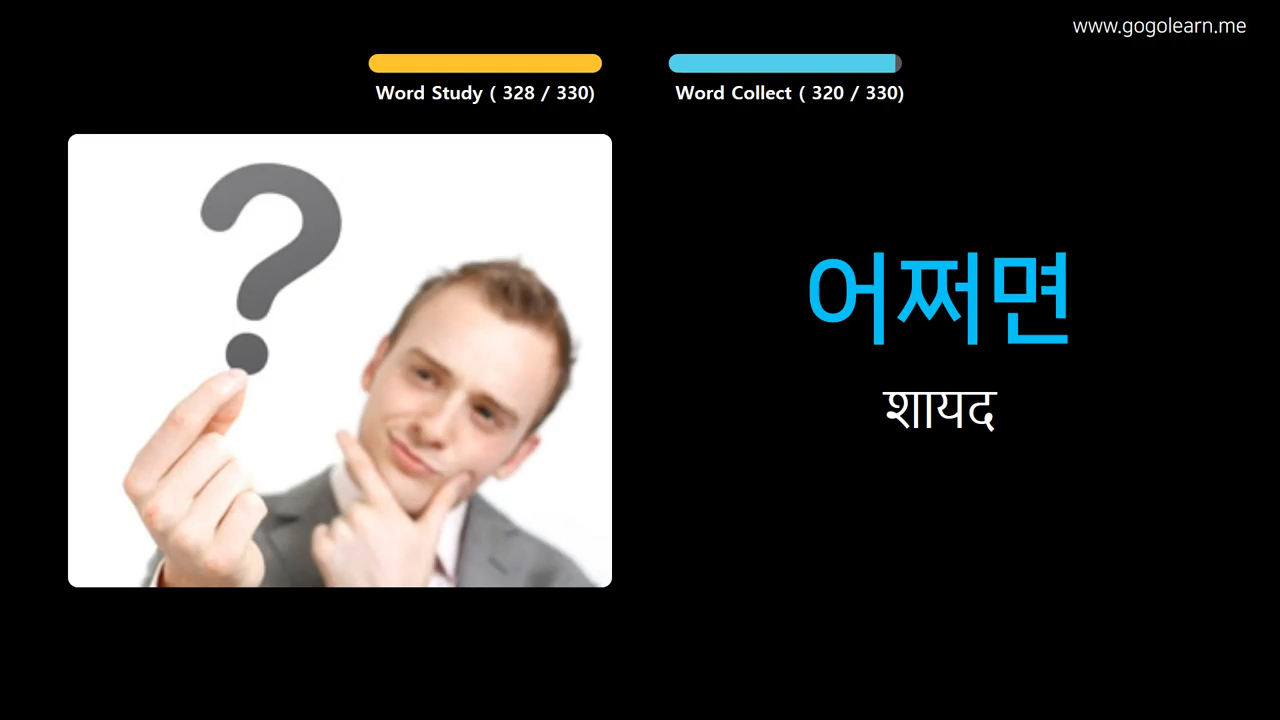 www.gogolearn.me
Word Study ( 328 / 330)
Word Collect ( 320 / 330)
?
어쩌면
शायद